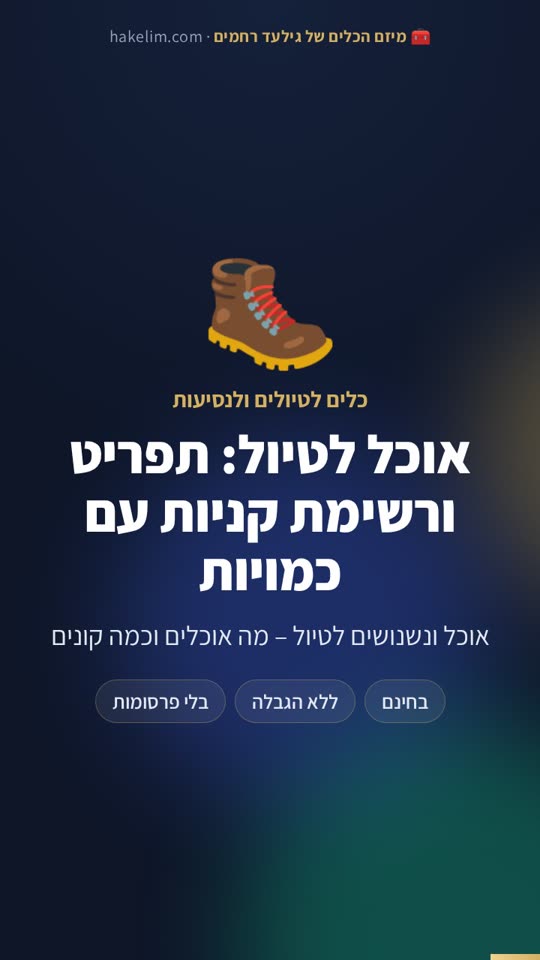 🧰 מיזם הכלים של גילעד רחמים · hakelim.com
כלים לטיולים ולנסיעות
אוכל לטיול: תפריט
ורשימת קניות עם
כמויות
אוכל ונשנושים לטיול – מה אוכלים וכמה קונים
בחינם
ללא הגבלה
בלי פרסומות